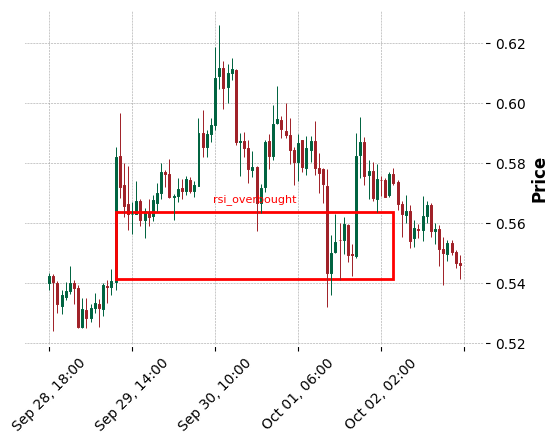 0.62
0.60
0.58
0.56
0.54
0.52
Price
rsi_overbought
Sep 28, 18:00
Sep 29, 14:00
Sep 30, 10:00
Oct 01, 06:00
Oct 02, 02:00